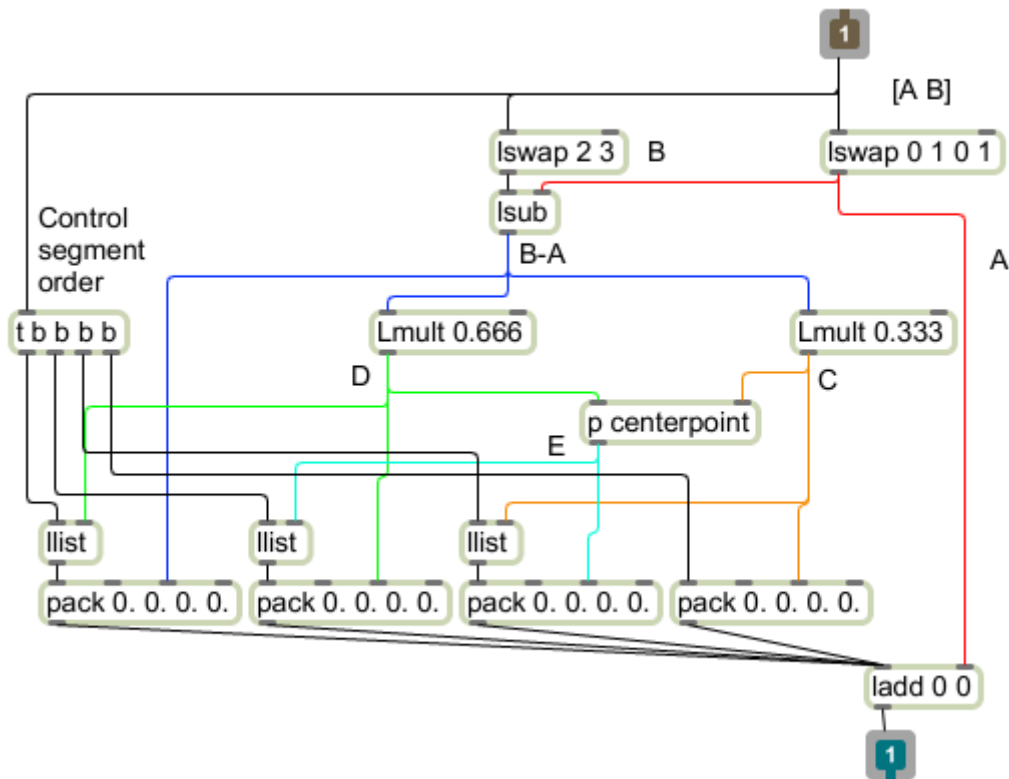 1
[A B]
lswap 2 3
B
lswap 0 1 0 1
lsub
Control
segment
order
B-A
A
t b b b b
Lmult 0.666
Lmult 0.333
D
C
p centerpoint
E
llist
llist
llist
pack 0. 0. 0. 0.
pack 0. 0. 0. 0.
pack 0. 0. 0. 0.
pack 0. 0. 0. 0.
ladd 0 0
1